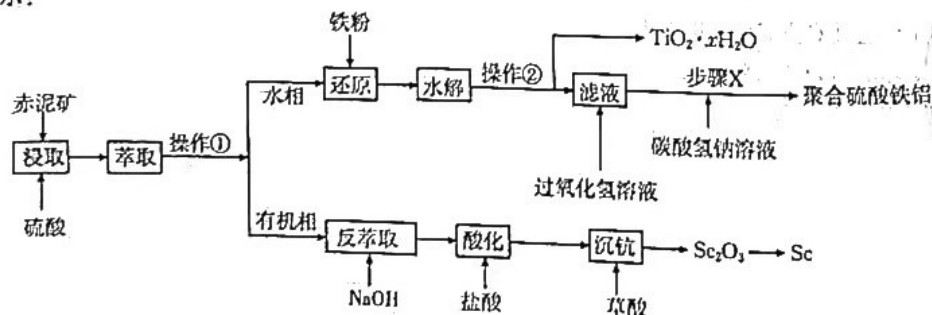 示：
铁粉
TiO₂·xH₂O
水相 还原 水解 操作② 滤液 步骤X 聚合硫酸铁铝
赤泥矿
浸取 萃取 操作①
碳酸氢钠溶液
过氧化氢溶液
硫酸
有机相 反萃取 酸化 沉钪 Sc₂O₃ Sc
NaOH 盐酸 草酸